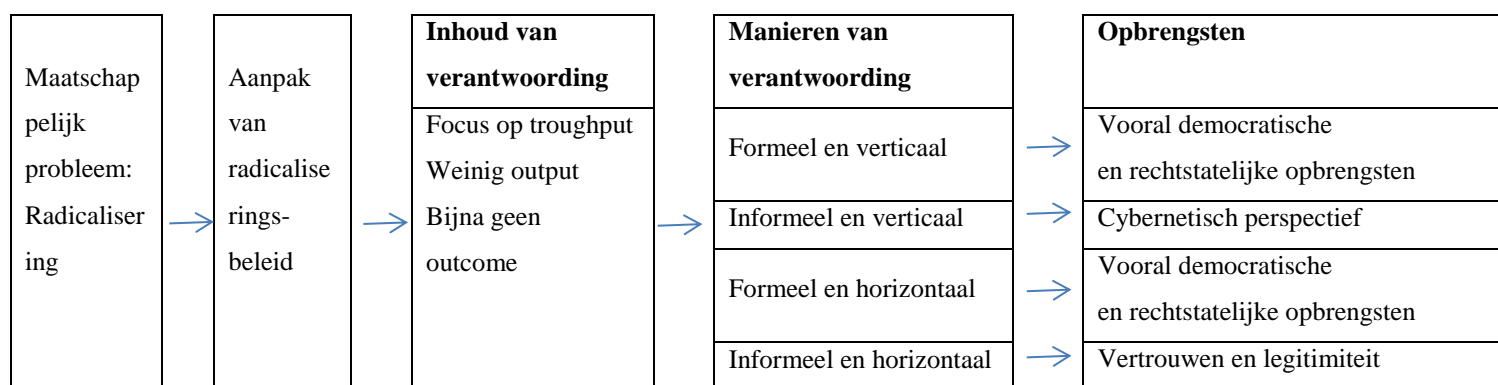 Maatschap
pelijk
probleem:
Radicaliser
ing
Aanpak
van
radicalise
rings-
beleid
Inhoud van
verantwoording
Focus op troughput
Weinig output
Bijna geen
outcome
Manieren van
verantwoording
Formeel en verticaal
Informeel en verticaal
Formeel en horizontaal
Informeel en horizontaal
Opbrengsten
Vooral democratische
en rechtstatelijke opbrengsten
Cybernetisch perspectief
Vooral democratische
en rechtstatelijke opbrengsten
Vertrouwen en legitimiteit